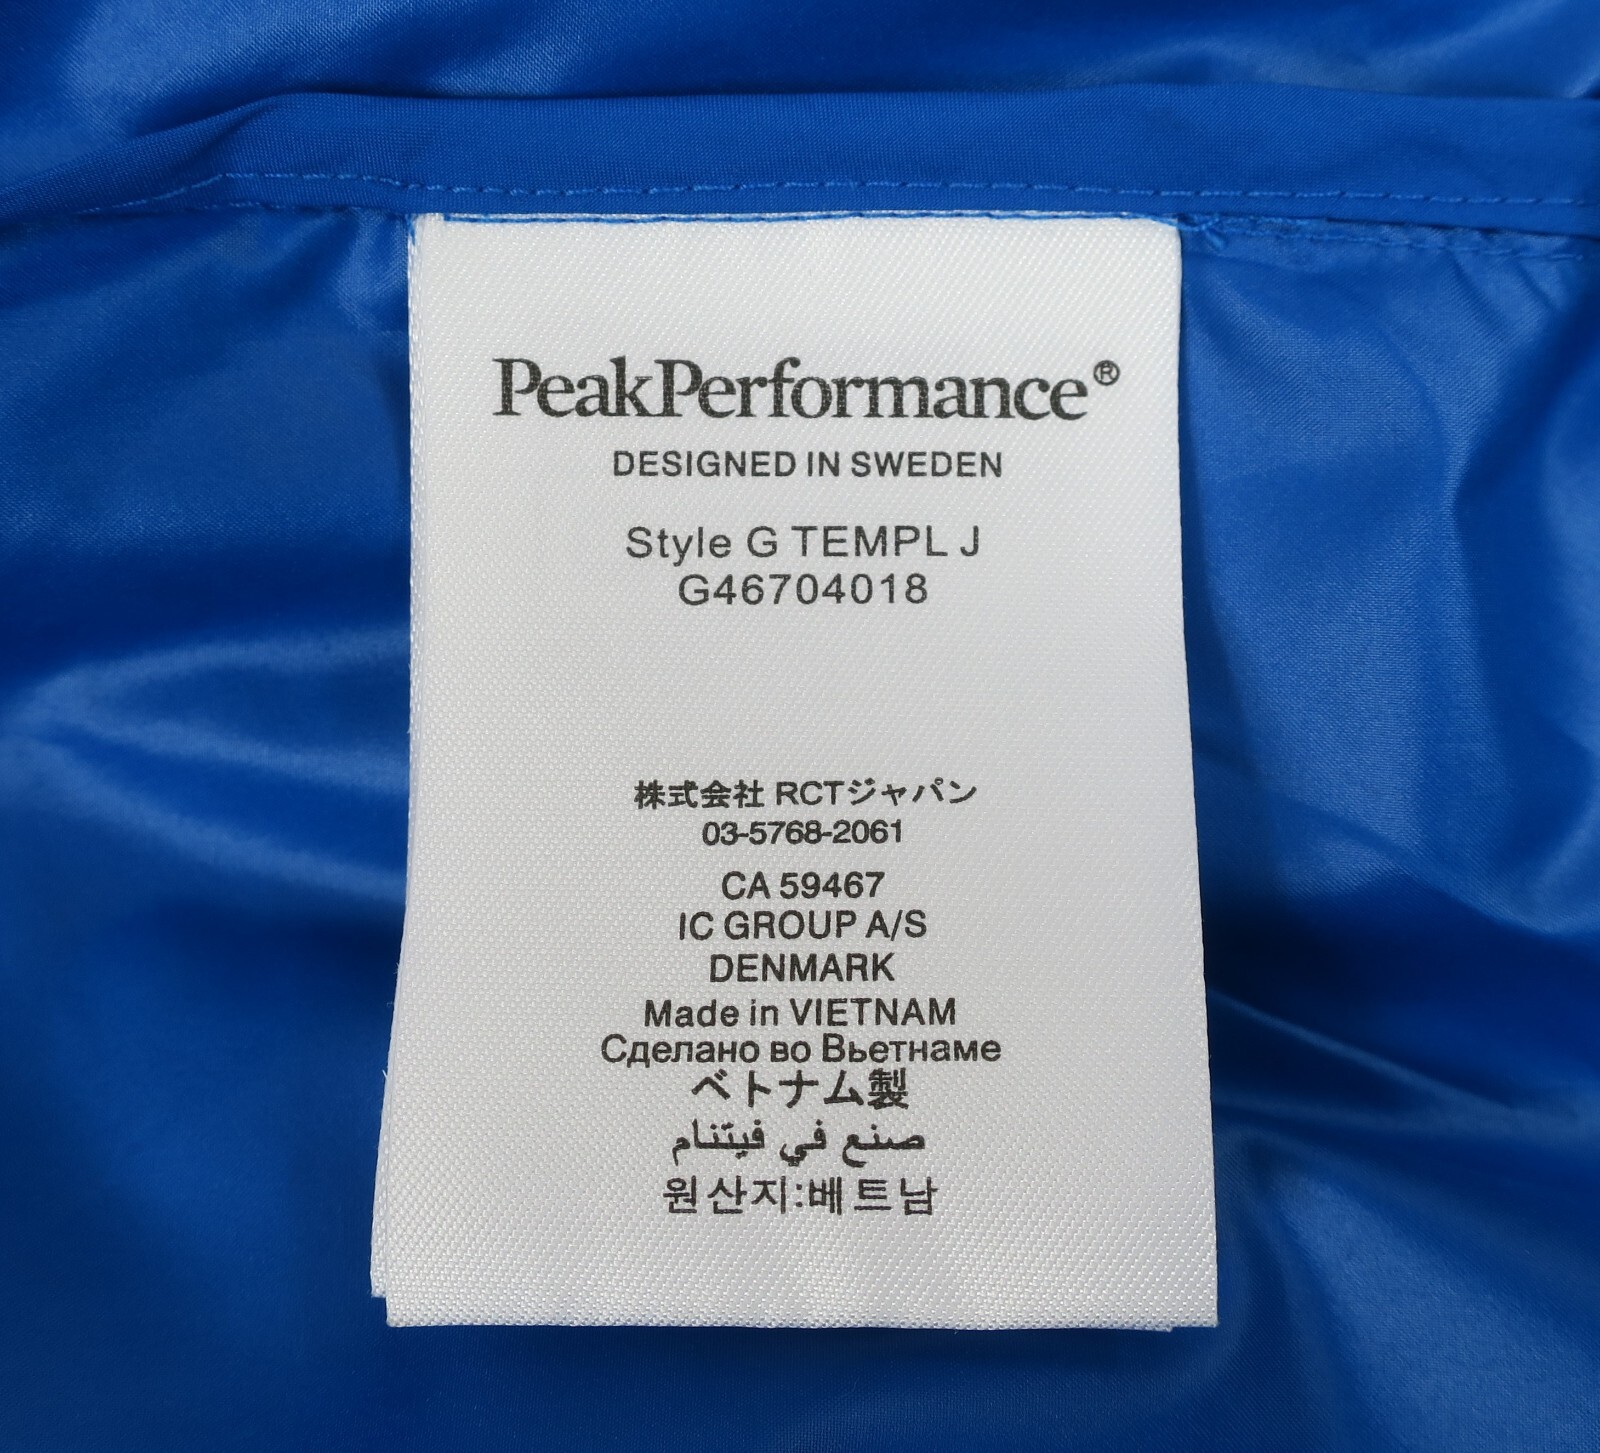 PeakPerformance®
DESIGNED IN SWEDEN
Style G TEMPL J
G46704018
株式会社 RCTジャパン
03-5768-2061
CA 59467
IC GROUP A/S
DENMARK
Made in VIETNAM
Сделано во Вьетнаме
ベトナム製
صنع في فيتنام
원산지:베트남